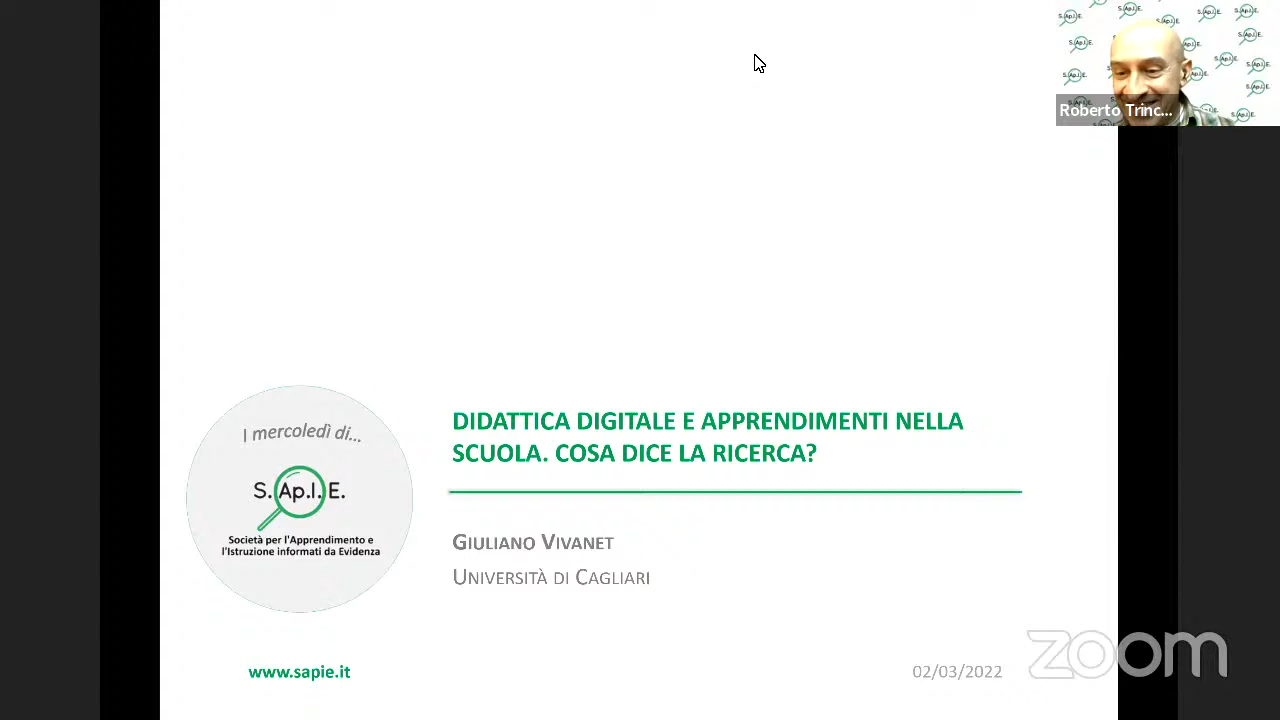 Roberto Trinc...
I mercoledì di...
S.Ap.I.E.
Società per l'Apprendimento e
l'Istruzione informati da Evidenza
DIDATTICA DIGITALE E APPRENDIMENTI NELLA
SCUOLA. COSA DICE LA RICERCA?
GIULIANO VIVANET
UNIVERSITÀ DI CAGLIARI
www.sapie.it
02/03/2022
zoom